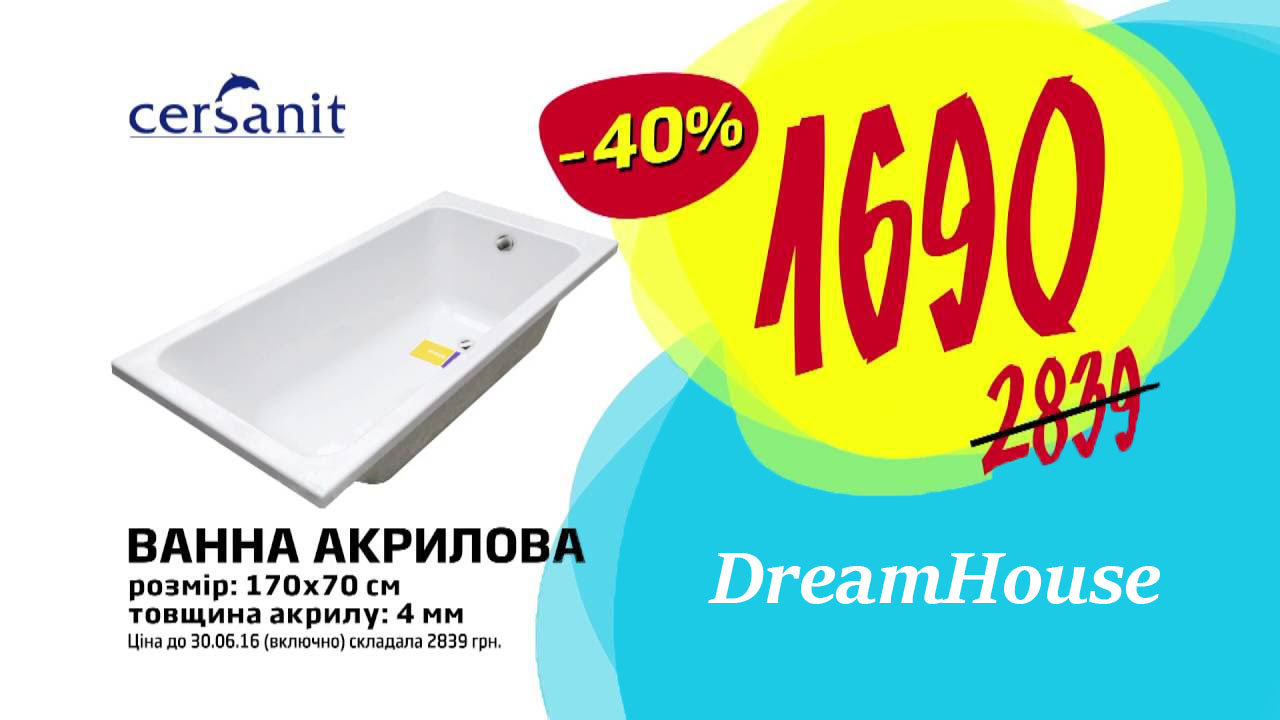 cersanit
-40%
1690
2839
ВАННА АКРИЛОВА
розмір: 170х70 см
товщина акрилу: 4 мм
Ціна до 30.06.16 (включно) складала 2839 грн.
DreamHouse